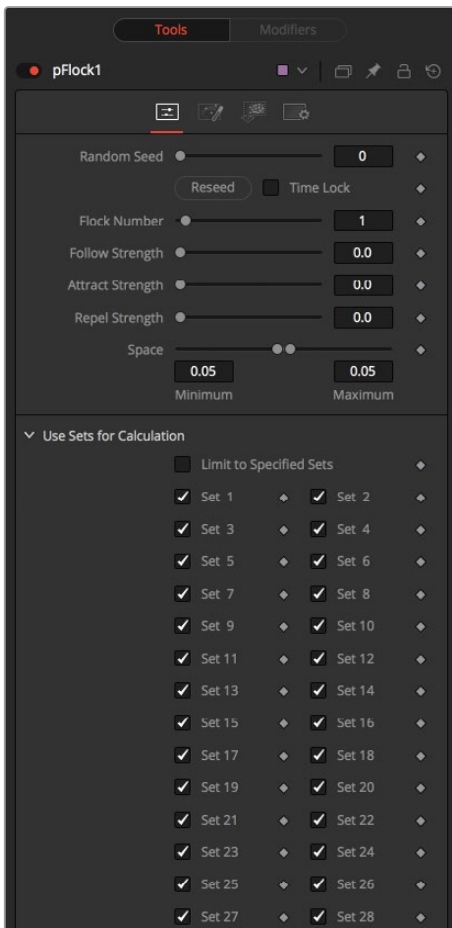 Tools Modifiers
pFlock1
Random Seed 0
Reseed Time Lock
Flock Number 1
Follow Strength 0.0
Attract Strength 0.0
Repel Strength 0.0
Space
0.05 0.05
Minimum Maximum
Use Sets for Calculation
Limit to Specified Sets
Set 1 Set 2
Set 3 Set 4
Set 5 Set 6
Set 7 Set 8
Set 9 Set 10
Set 11 Set 12
Set 13 Set 14
Set 15 Set 16
Set 17 Set 18
Set 19 Set 20
Set 21 Set 22
Set 23 Set 24
Set 25 Set 26
Set 27 Set 28